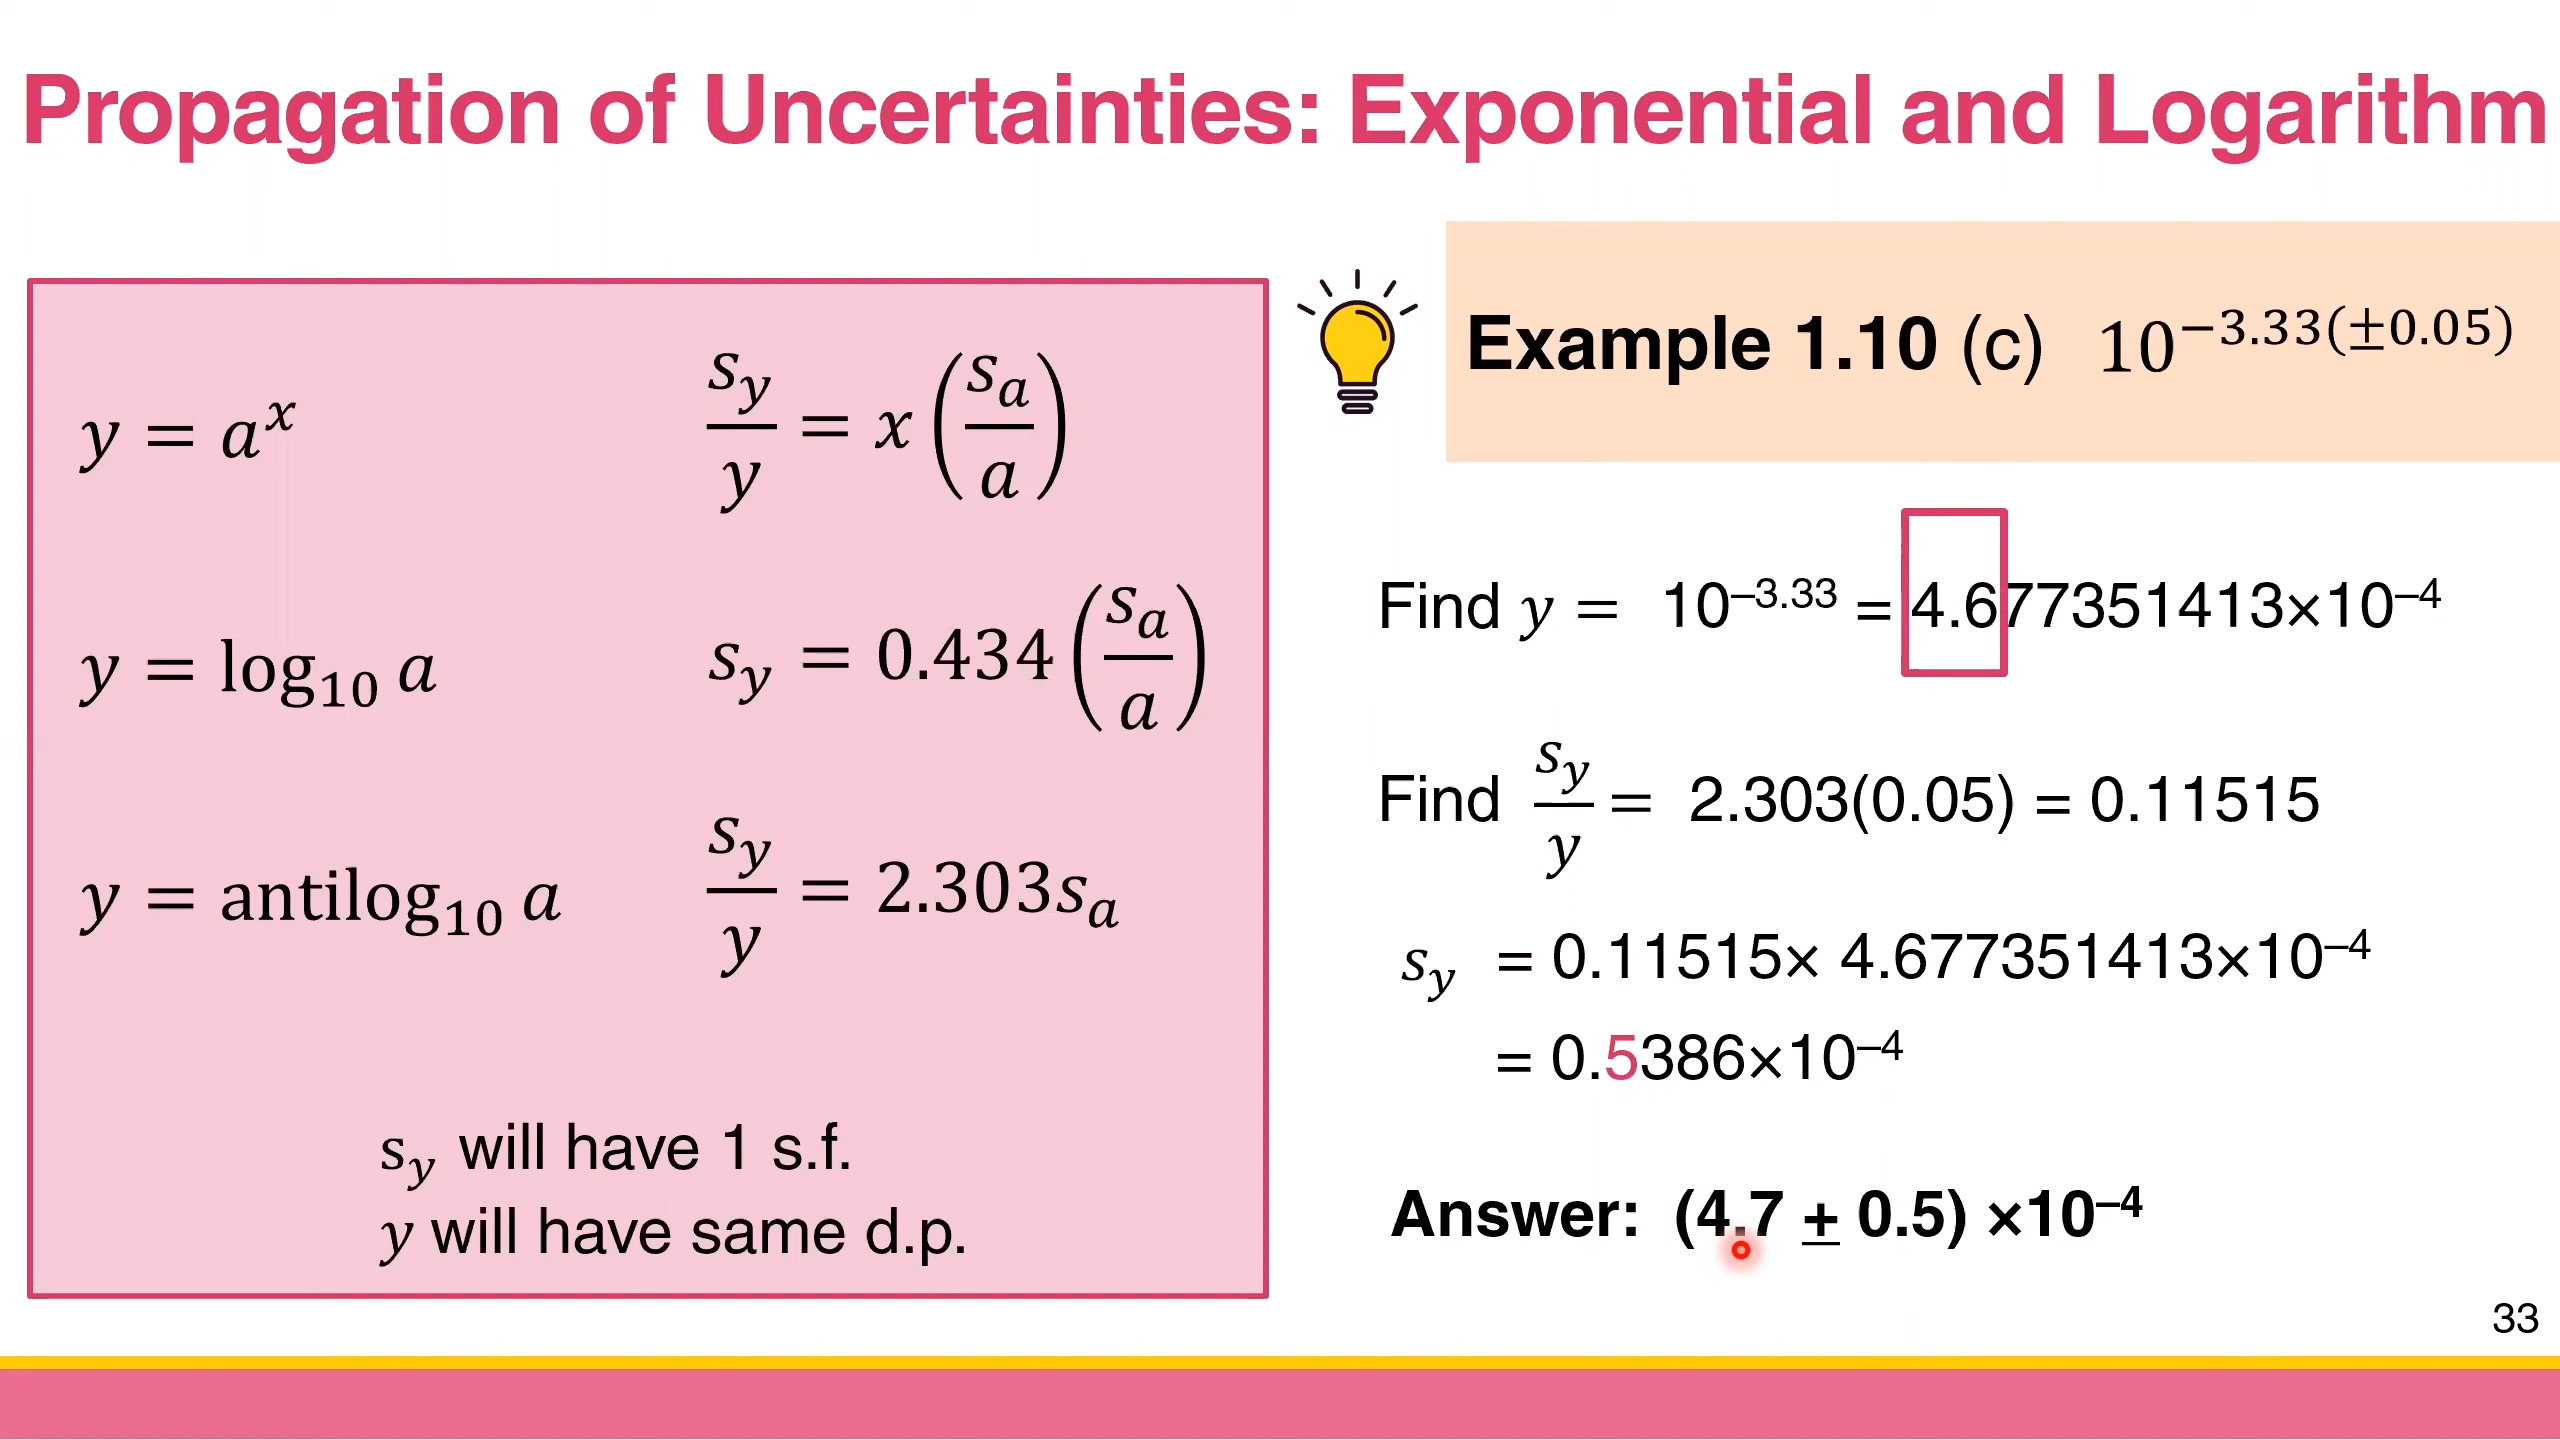 Propagation of Uncertainties: Exponential and Logarithm
y = a^x    s_y/y = x(s_a/a)
y = log₁₀ a    s_y = 0.434(s_a/a)
y = antilog₁₀ a    s_y/y = 2.303s_a
s_y will have 1 s.f.
y will have same d.p.
Example 1.10 (c) 10^−3.33(±0.05)
Find y = 10^–3.33 = 4.677351413×10^–4
Find s_y/y = 2.303(0.05) = 0.11515
s_y = 0.11515× 4.677351413×10^–4
= 0.5386×10^–4
Answer: (4.7 ± 0.5) ×10^–4
33